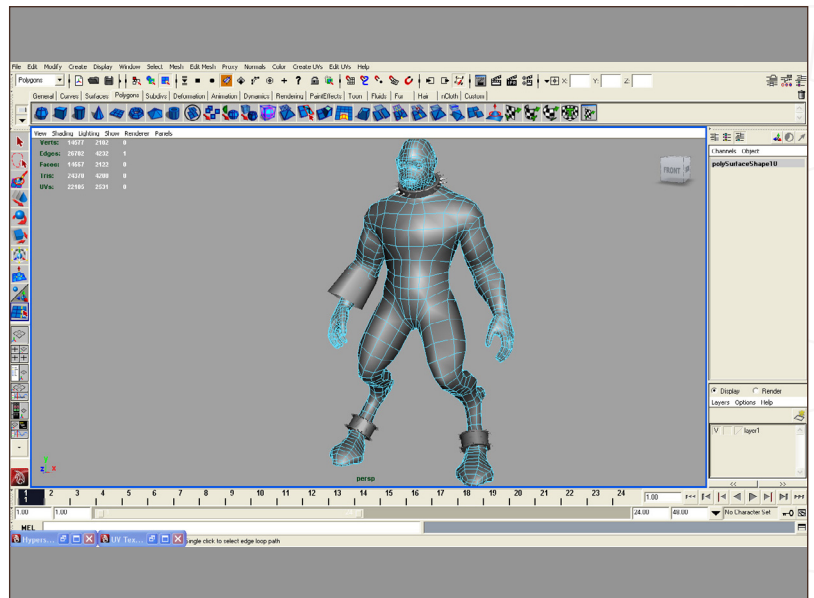 File Edit Modify Create Display Window Select Mesh Edit Mesh Proxy Normals Color Create UVs Edit UVs Help
Polygons X: Y: Z:
General Curves Surfaces Polygons Subdivs Deformation Animation Dynamics Rendering PaintEffects Toon Fluids Fur Hair nCloth Custom
View Shading Lighting Show Renderer Panels
Verts: 14577 2102 0
Edges: 26702 4232 1
Faces: 14667 2122 0
Tris: 24370 4200 0
UVs: 22105 2531 0
FRONT
Channels Object
polySurfaceShape10
Display Render
Layers Options Help
V layer1
persp
z x
1 2 3 4 5 6 7 8 9 10 11 12 13 14 15 16 17 18 19 20 21 22 23 24 1.00
1
1.00 1.00 24.00 48.00 No Character Set
MEL
Hypers... UV Tex... ingle click to select edge loop path